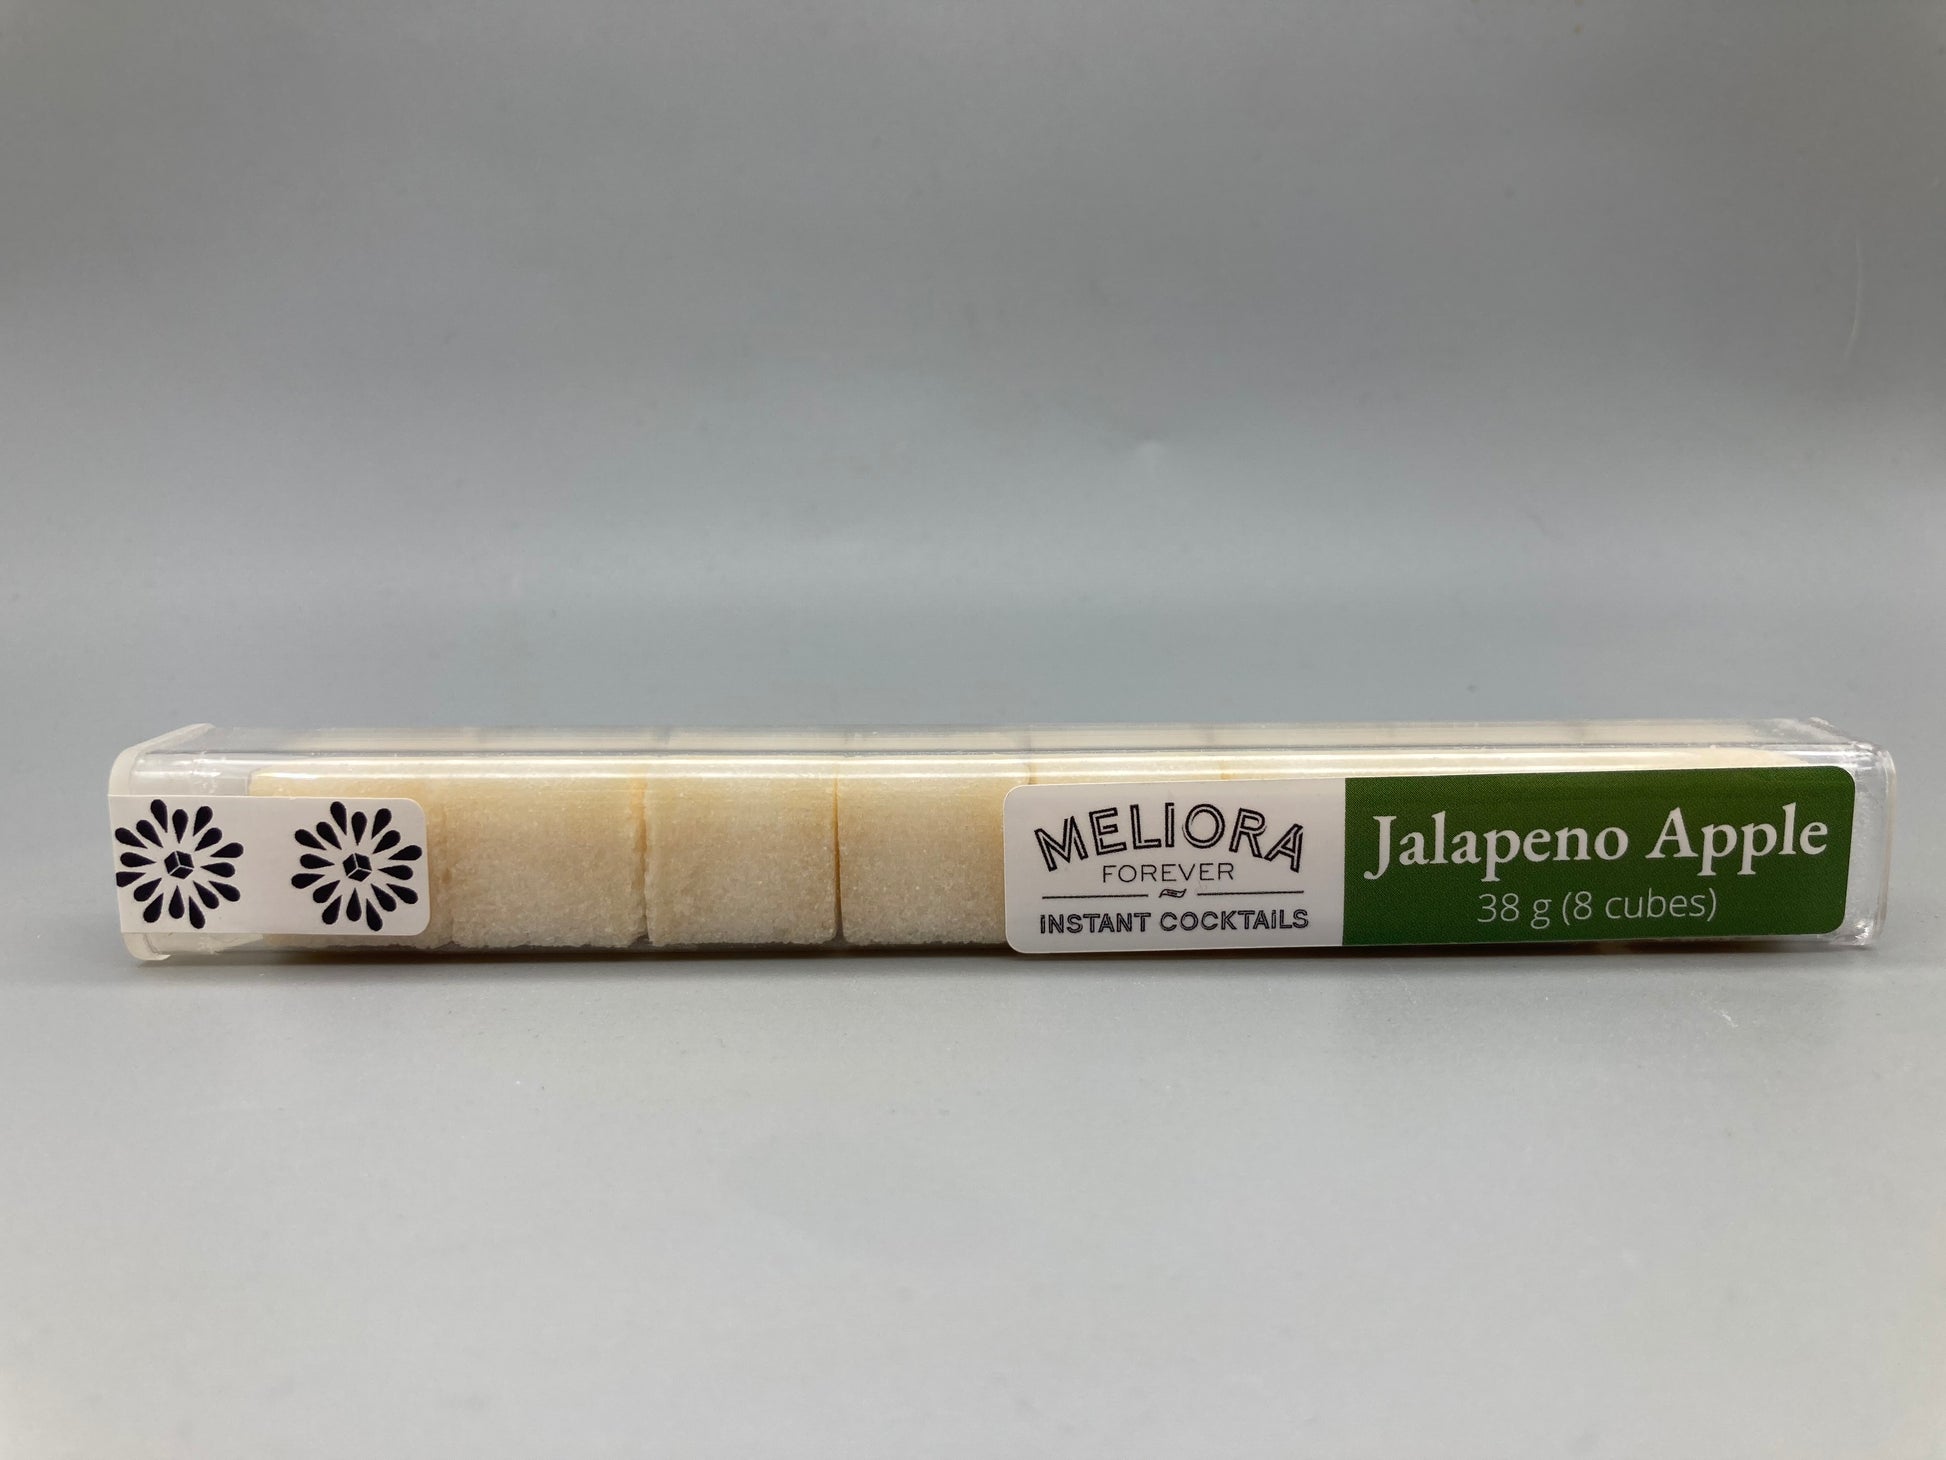 MELIORA
FOREVER
INSTANT COCKTAILS
Jalapeno Apple
38 g (8 cubes)